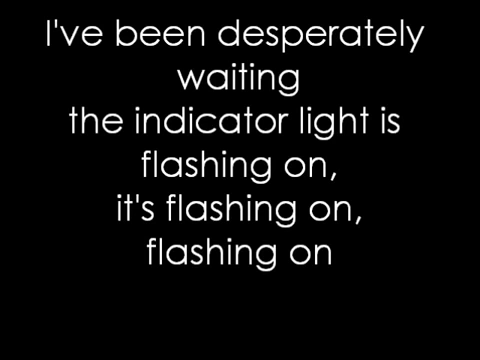 I've been desperately
waiting
the indicator light is
flashing on,
it's flashing on,
flashing on